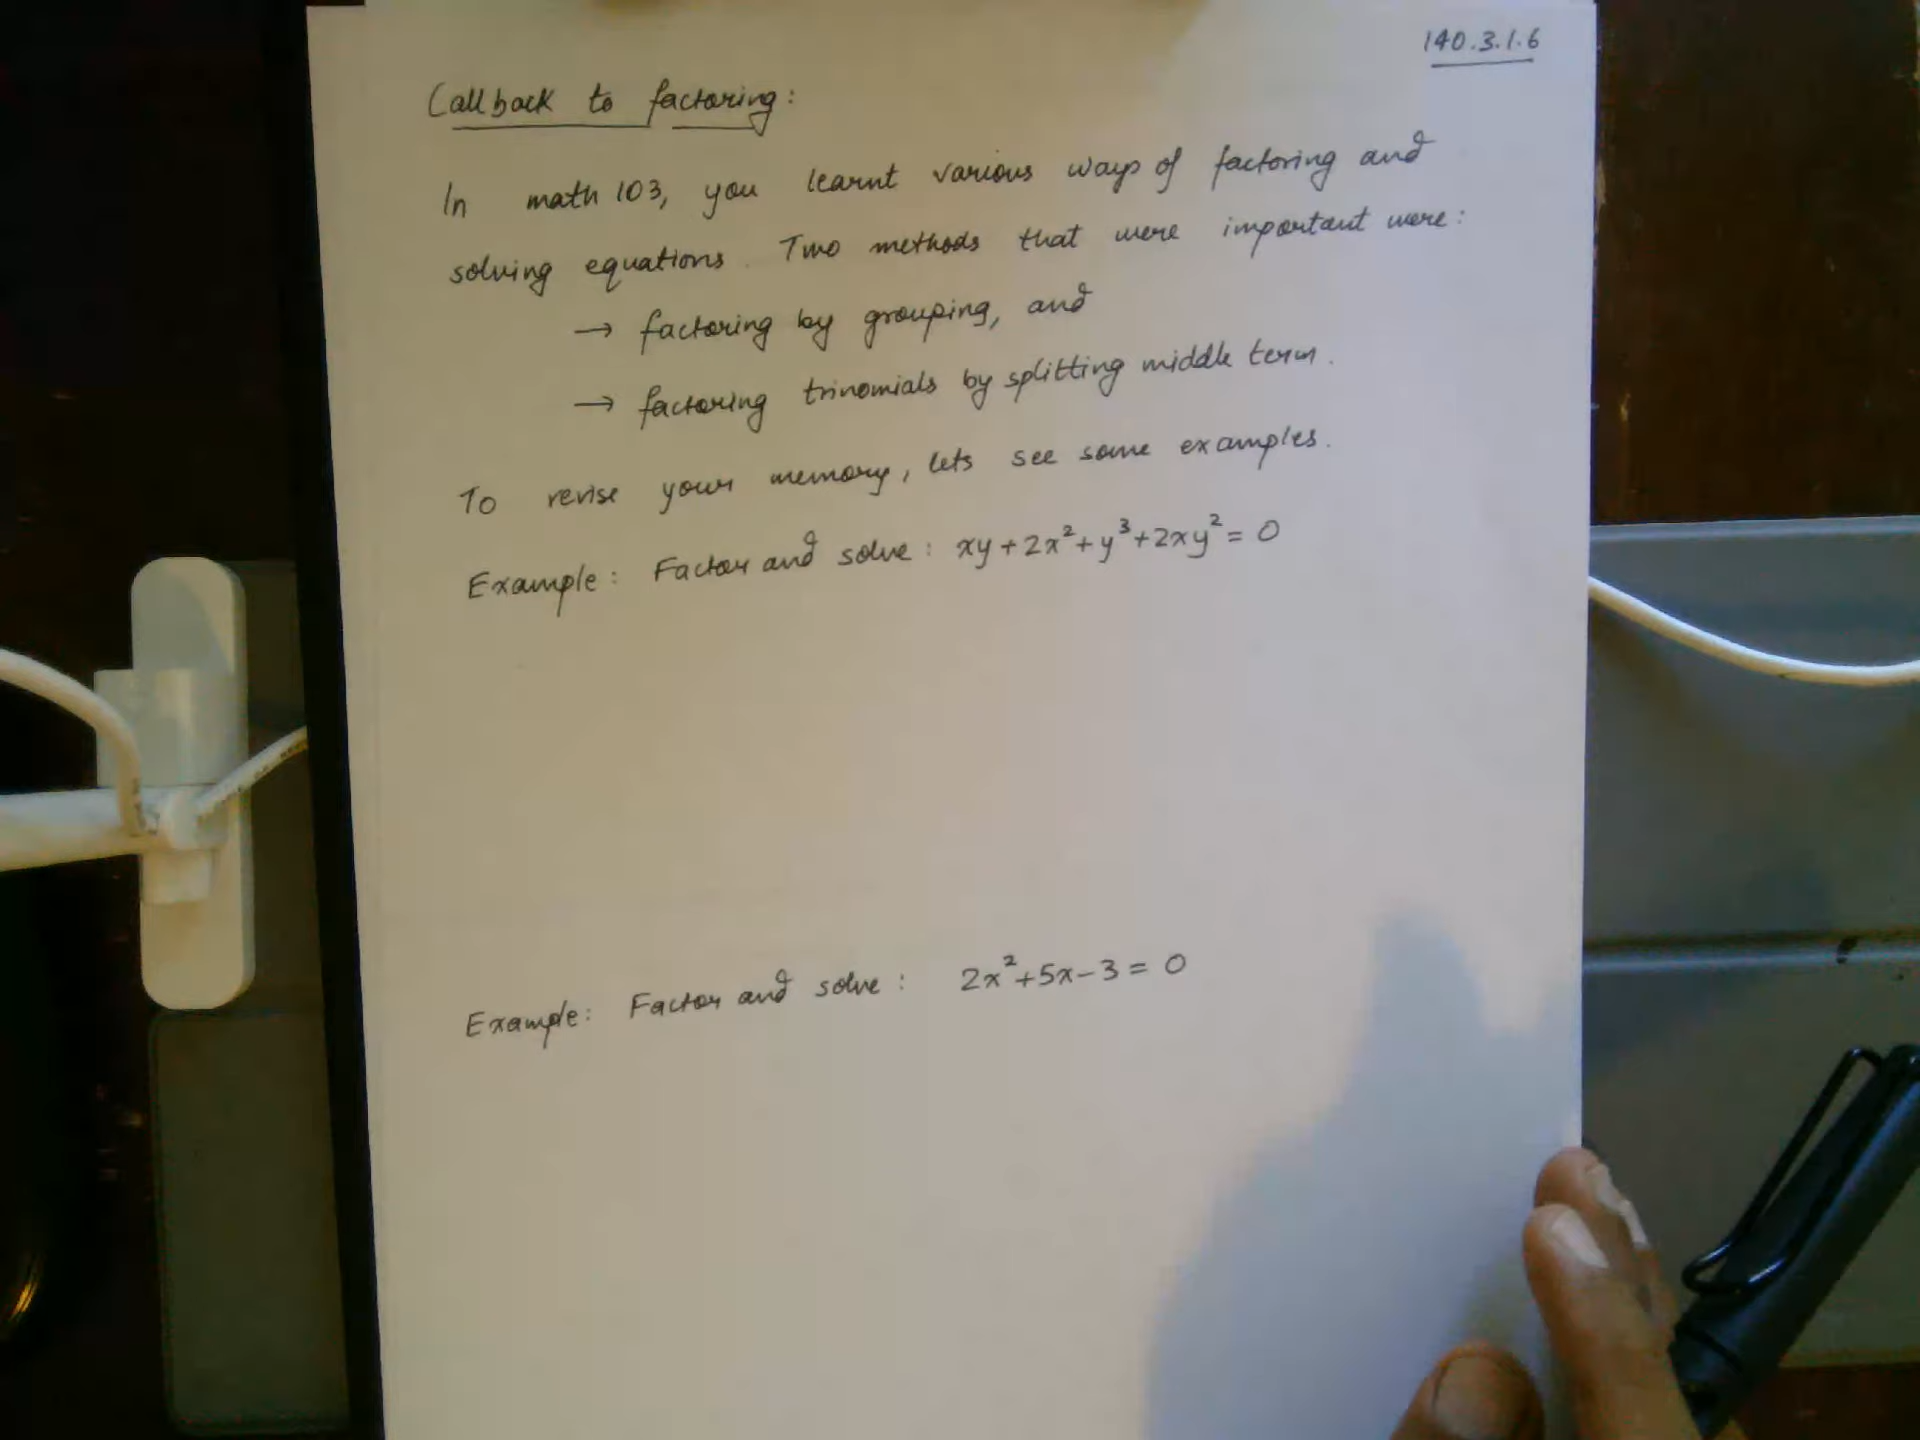 140.3.1.6
Callback to factoring:
In math 103, you learnt various ways of factoring and
solving equations. Two methods that were important were:
→ factoring by grouping, and
→ factoring trinomials by splitting middle term.
To revise your memory, lets see some examples.
Example: Factor and solve: xy + 2x² + y³ + 2xy² = 0
Example: Factor and solve: 2x² + 5x - 3 = 0